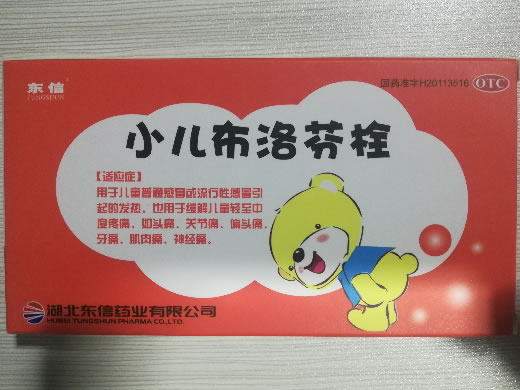 东信
TUNGSHUN
国药准字H20113516
OTC
小儿布洛芬栓
【适应症】
用于儿童普通感冒或流行性感冒引
起的发热。也用于缓解儿童轻至中
度疼痛，如头痛、关节痛、偏头痛、
牙痛、肌肉痛、神经痛。
湖北东信药业有限公司
HUBEI TUNGSHUN PHARMA CO.,LTD.